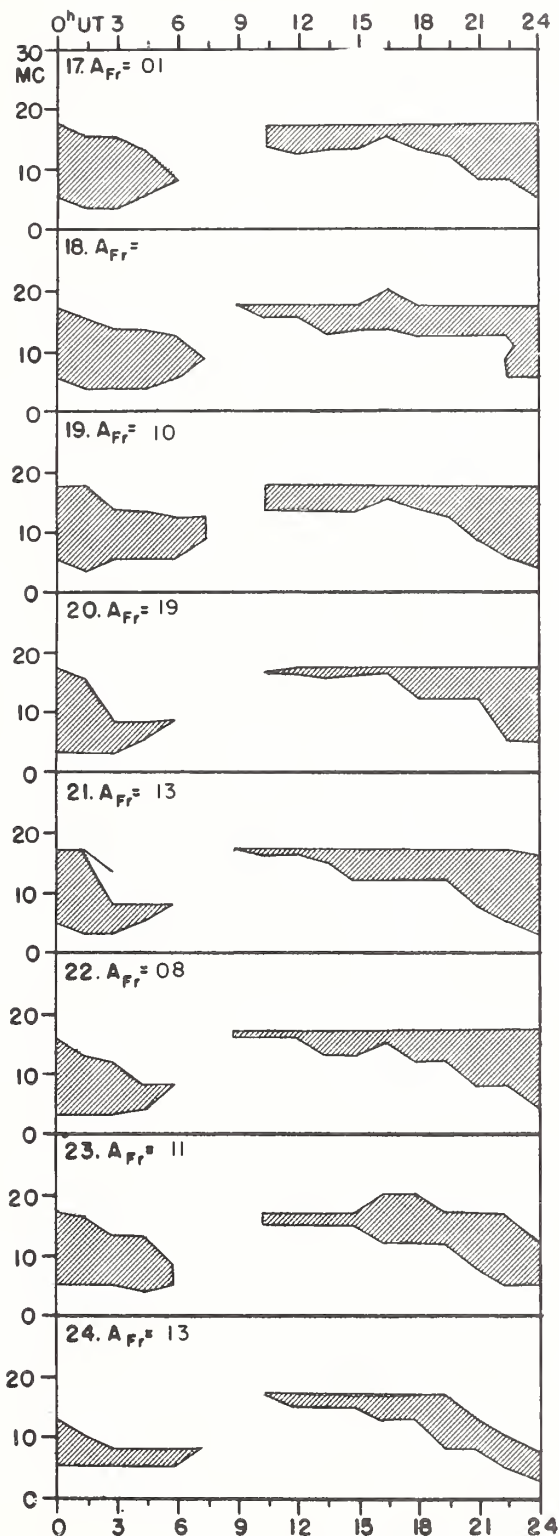 0ʰ UT 3 6 9 12 15 18 21 24
30
MC
17. A_Fr = 01
20
10
0
18. A_Fr =
20
10
0
19. A_Fr = 10
20
10
0
20. A_Fr = 19
20
10
0
21. A_Fr = 13
20
10
0
22. A_Fr = 08
20
10
0
23. A_Fr = 11
20
10
0
24. A_Fr = 13
20
10
0
0 3 6 9 12 15 18 21 24